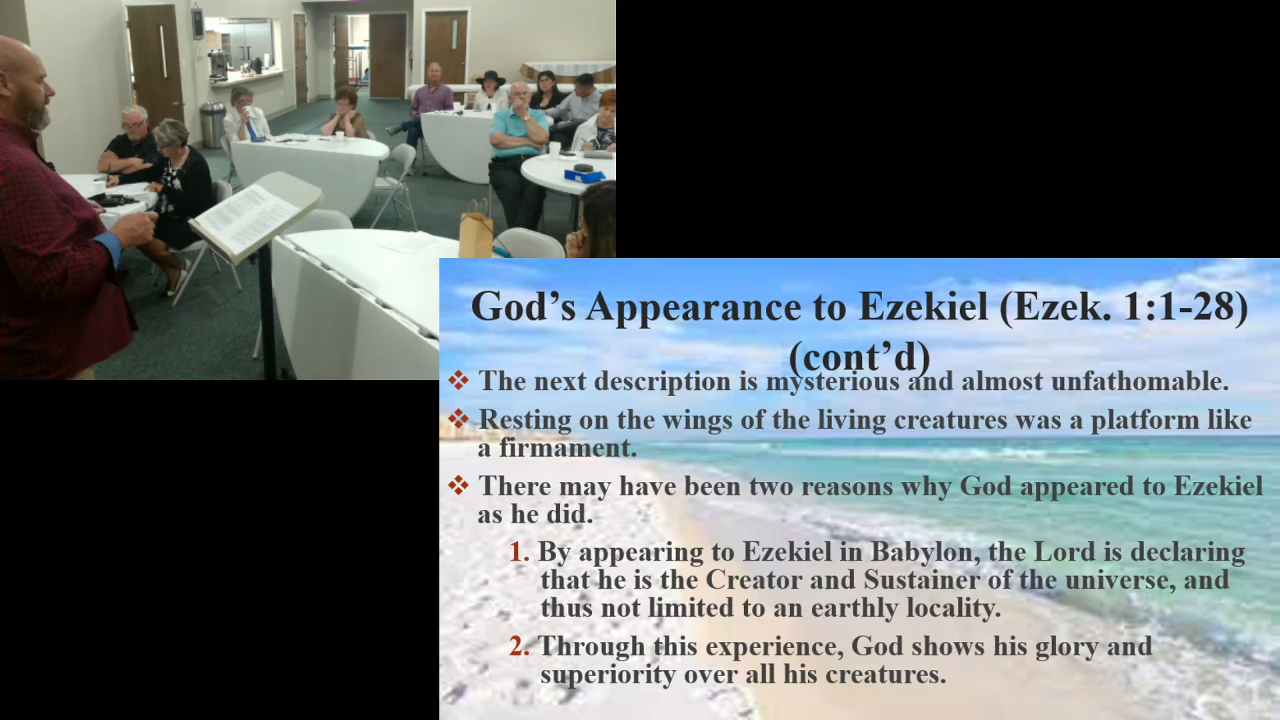 God’s Appearance to Ezekiel (Ezek. 1:1-28)
(cont’d)
❖ The next description is mysterious and almost unfathomable.
❖ Resting on the wings of the living creatures was a platform like
a firmament.
❖ There may have been two reasons why God appeared to Ezekiel
as he did.
1. By appearing to Ezekiel in Babylon, the Lord is declaring
that he is the Creator and Sustainer of the universe, and
thus not limited to an earthly locality.
2. Through this experience, God shows his glory and
superiority over all his creatures.